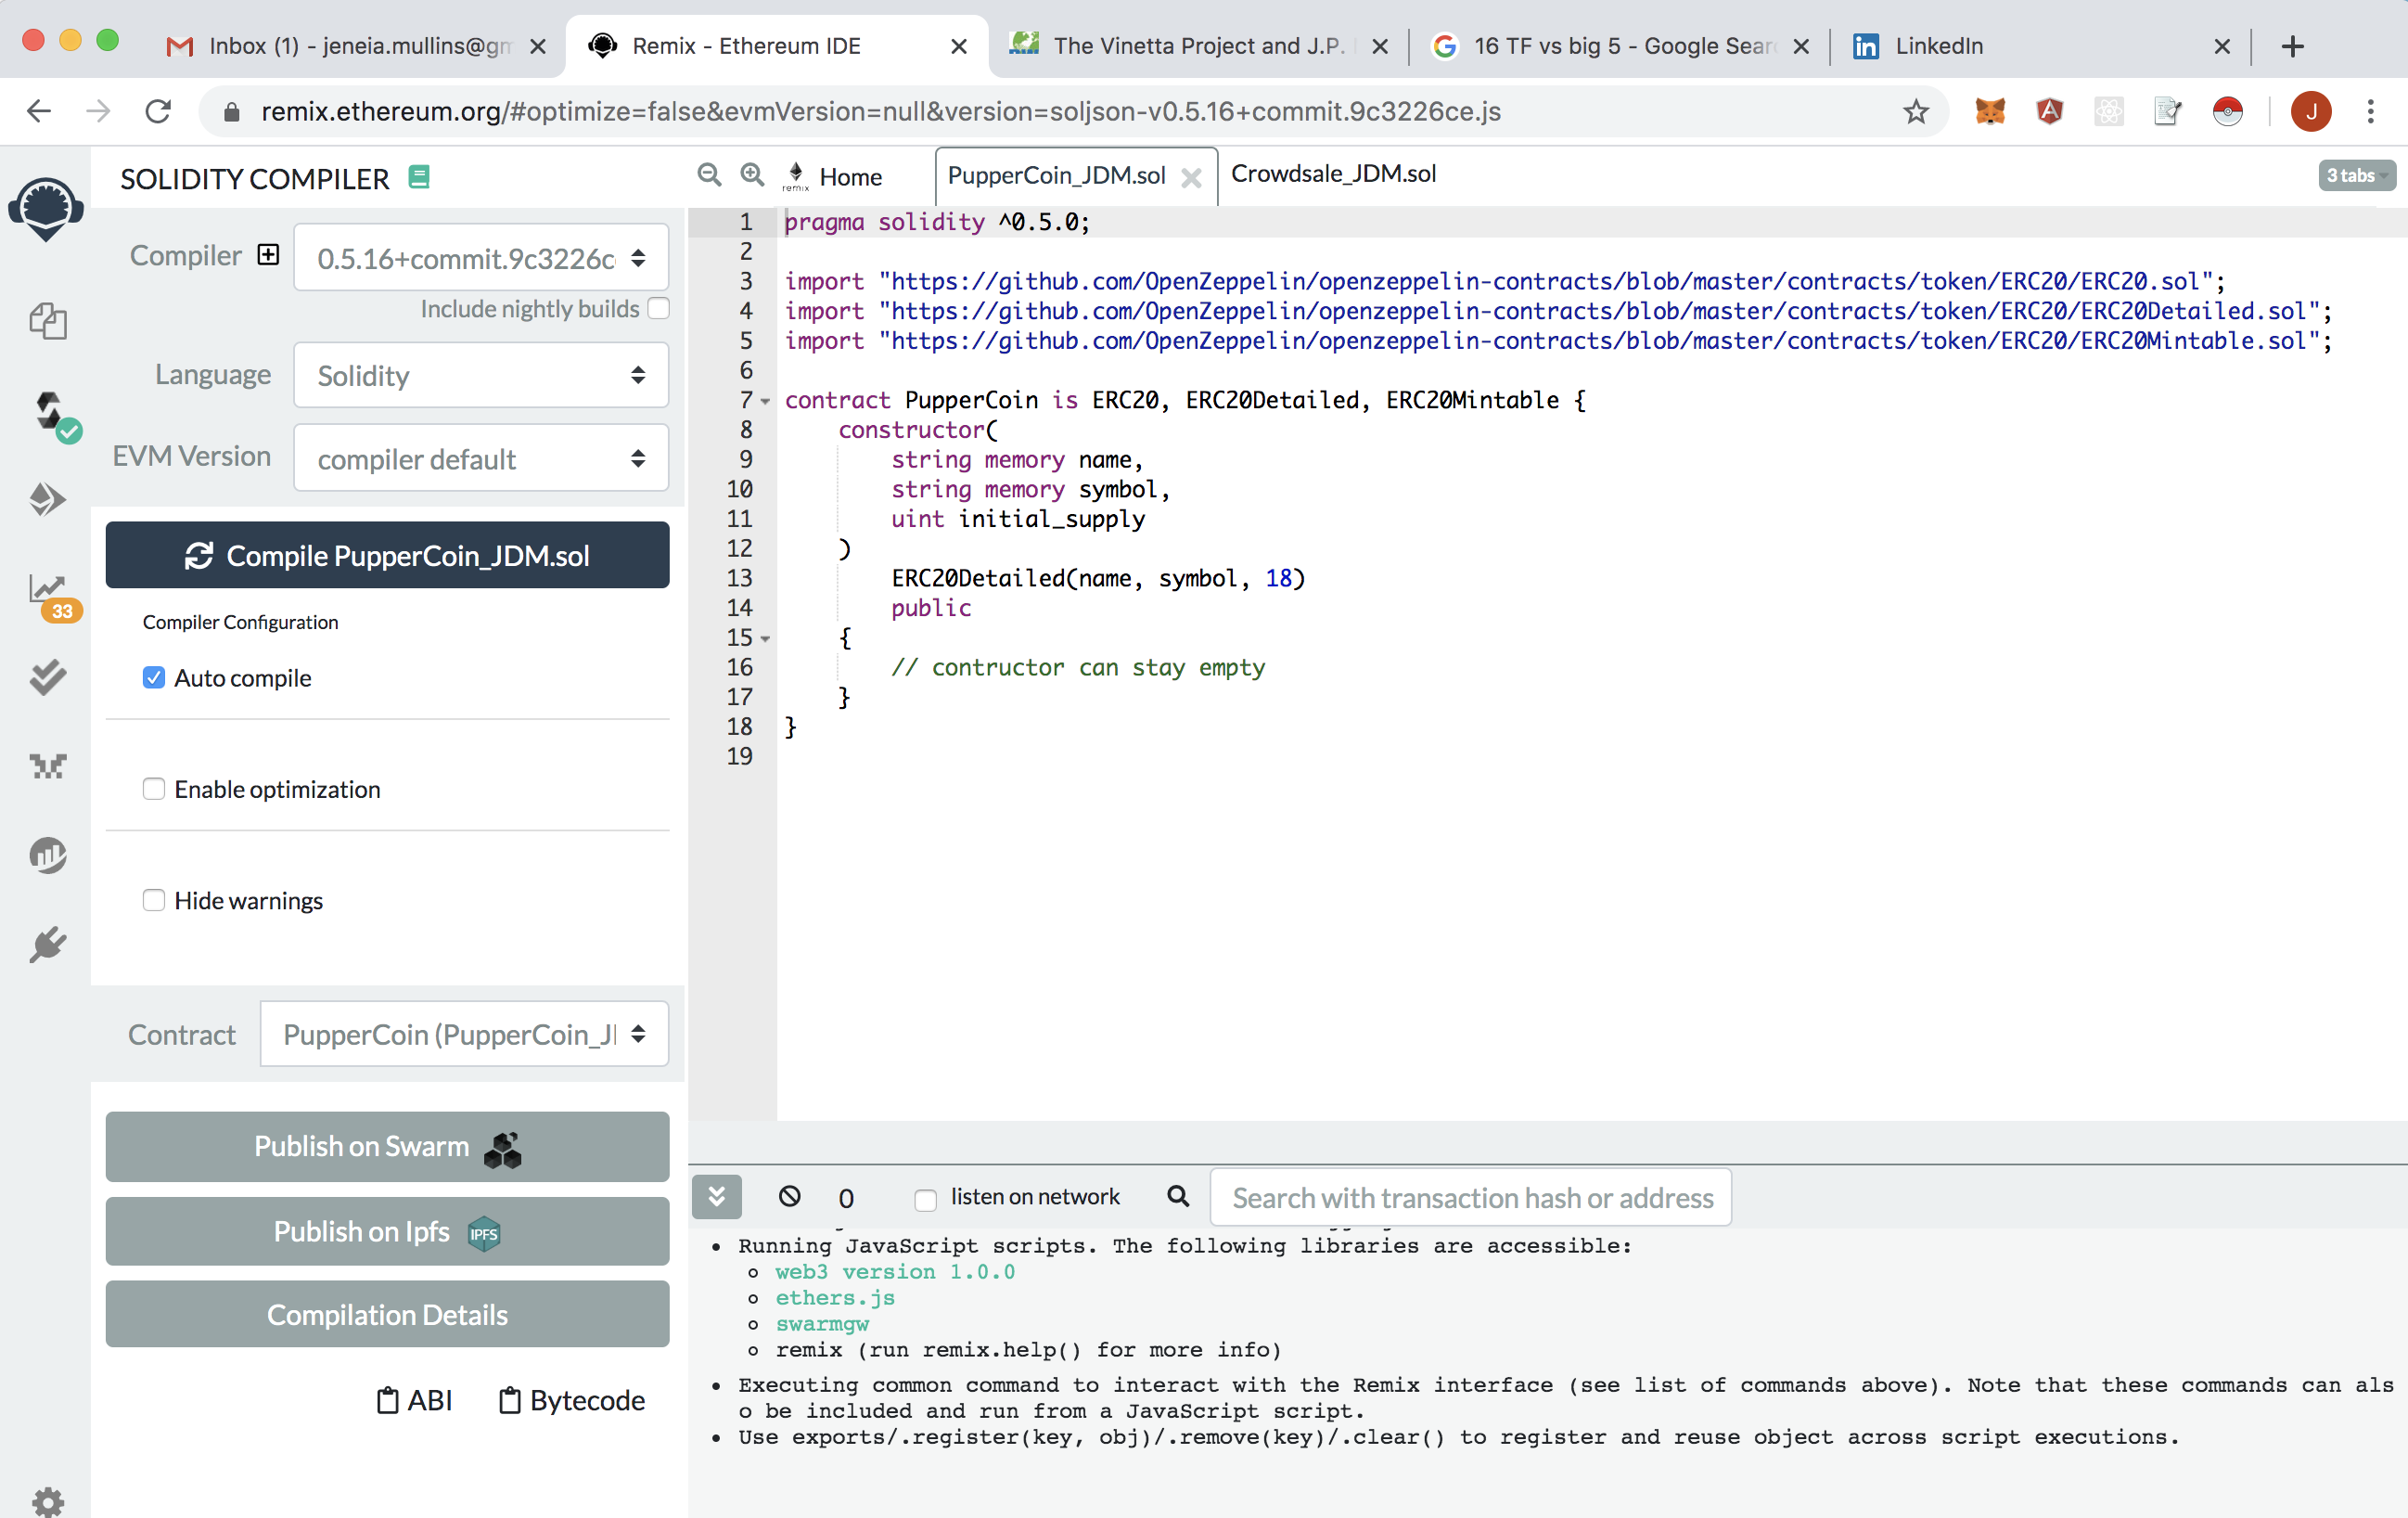 Inbox (1) - jeneia.mullins@gm
Remix - Ethereum IDE
The Vinetta Project and J.P.
16 TF vs big 5 - Google Sear
LinkedIn
remix.ethereum.org/#optimize=false&evmVersion=null&version=soljson-v0.5.16+commit.9c3226ce.js
J
SOLIDITY COMPILER
Compiler
0.5.16+commit.9c3226c
Include nightly builds
Language
Solidity
EVM Version
compiler default
Compile PupperCoin_JDM.sol
33
Compiler Configuration
Auto compile
Enable optimization
Hide warnings
Contract
PupperCoin (PupperCoin_JI
Publish on Swarm
Publish on Ipfs
IPFS
Compilation Details
ABI
Bytecode
remix
Home
PupperCoin_JDM.sol
Crowdsale_JDM.sol
3 tabs
1 pragma solidity ^0.5.0;
2
3 import "https://github.com/OpenZeppelin/openzeppelin-contracts/blob/master/contracts/token/ERC20/ERC20.sol";
4 import "https://github.com/OpenZeppelin/openzeppelin-contracts/blob/master/contracts/token/ERC20/ERC20Detailed.sol";
5 import "https://github.com/OpenZeppelin/openzeppelin-contracts/blob/master/contracts/token/ERC20/ERC20Mintable.sol";
6
7 contract PupperCoin is ERC20, ERC20Detailed, ERC20Mintable {
8 constructor(
9 string memory name,
10 string memory symbol,
11 uint initial_supply
12 )
13 ERC20Detailed(name, symbol, 18)
14 public
15 {
16 // contructor can stay empty
17 }
18 }
19
0
listen on network
Search with transaction hash or address
Running JavaScript scripts. The following libraries are accessible:
web3 version 1.0.0
ethers.js
swarmgw
remix (run remix.help() for more info)
Executing common command to interact with the Remix interface (see list of commands above). Note that these commands can als
o be included and run from a JavaScript script.
Use exports/.register(key, obj)/.remove(key)/.clear() to register and reuse object across script executions.